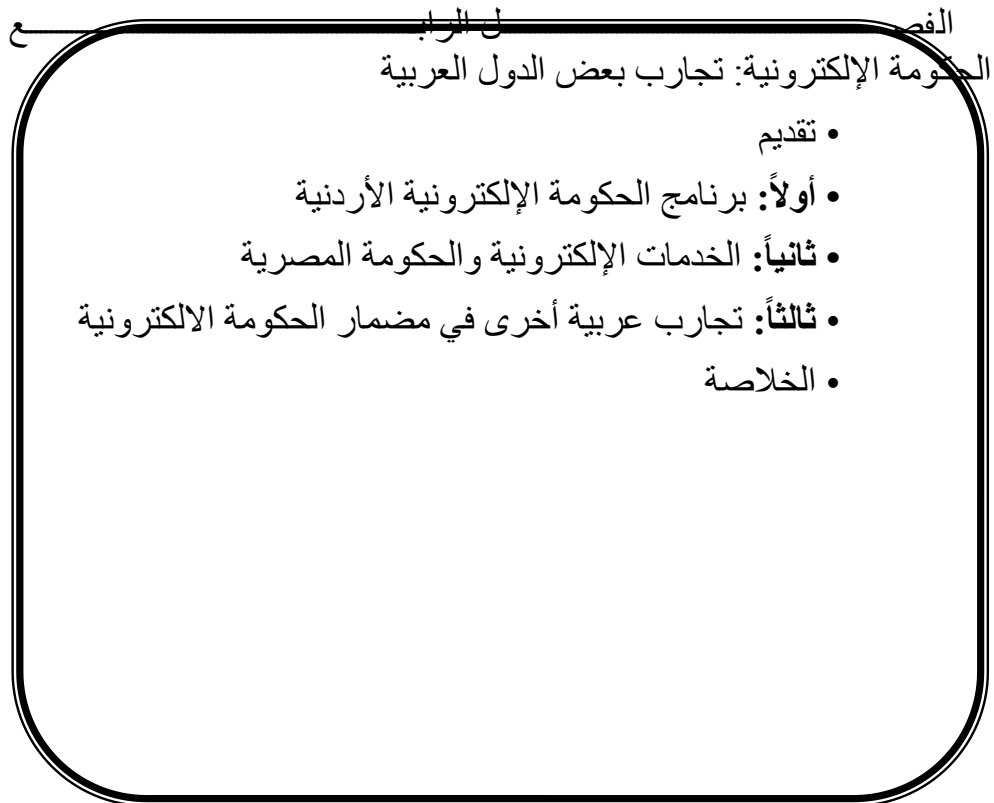 الفصل الرابع
الحكومة الإلكترونية: تجارب بعض الدول العربية
• تقديم
• أولاً: برنامج الحكومة الإلكترونية الأردنية
• ثانياً: الخدمات الإلكترونية والحكومة المصرية
• ثالثاً: تجارب عربية أخرى في مضمار الحكومة الالكترونية
• الخلاصة